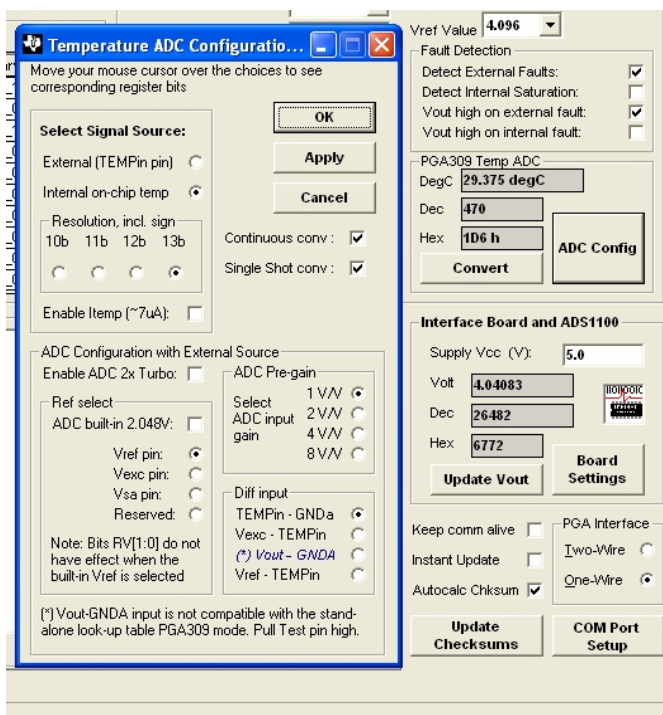 Temperature ADC Configuratio...
Move your mouse cursor over the choices to see
corresponding register bits
Select Signal Source:
External (TEMPin pin)
Internal on-chip temp
Resolution, incl. sign
10b 11b 12b 13b
Enable Itemp (~7uA):
OK
Apply
Cancel
Continuous conv :
Single Shot conv :
ADC Configuration with External Source
Enable ADC 2x Turbo:
Ref select
ADC built-in 2.048V:
Vref pin:
Vexc pin:
Vsa pin:
Reserved:
Note: Bits RV[1:0] do not
have effect when the
built-in Vref is selected
ADC Pre-gain
Select
ADC input
gain
1 V/V
2 V/V
4 V/V
8 V/V
Diff input
TEMPin - GNDa
Vexc - TEMPin
(*) Vout - GNDA
Vref - TEMPin
(*) Vout-GNDA input is not compatible with the stand-
alone look-up table PGA309 mode. Pull Test pin high.
Vref Value 4.096
Fault Detection
Detect External Faults:
Detect Internal Saturation:
Vout high on external fault:
Vout high on internal fault:
PGA309 Temp ADC
DegC 29.375 degC
Dec 470
Hex 1D6 h
Convert
ADC Config
Interface Board and ADS1100
Supply Vcc (V): 5.0
Volt 4.04083
Dec 26482
Hex 6772
Update Vout
Board
Settings
Keep comm alive
Instant Update
Autocalc Chksum
PGA Interface
Two-Wire
One-Wire
Update
Checksums
COM Port
Setup